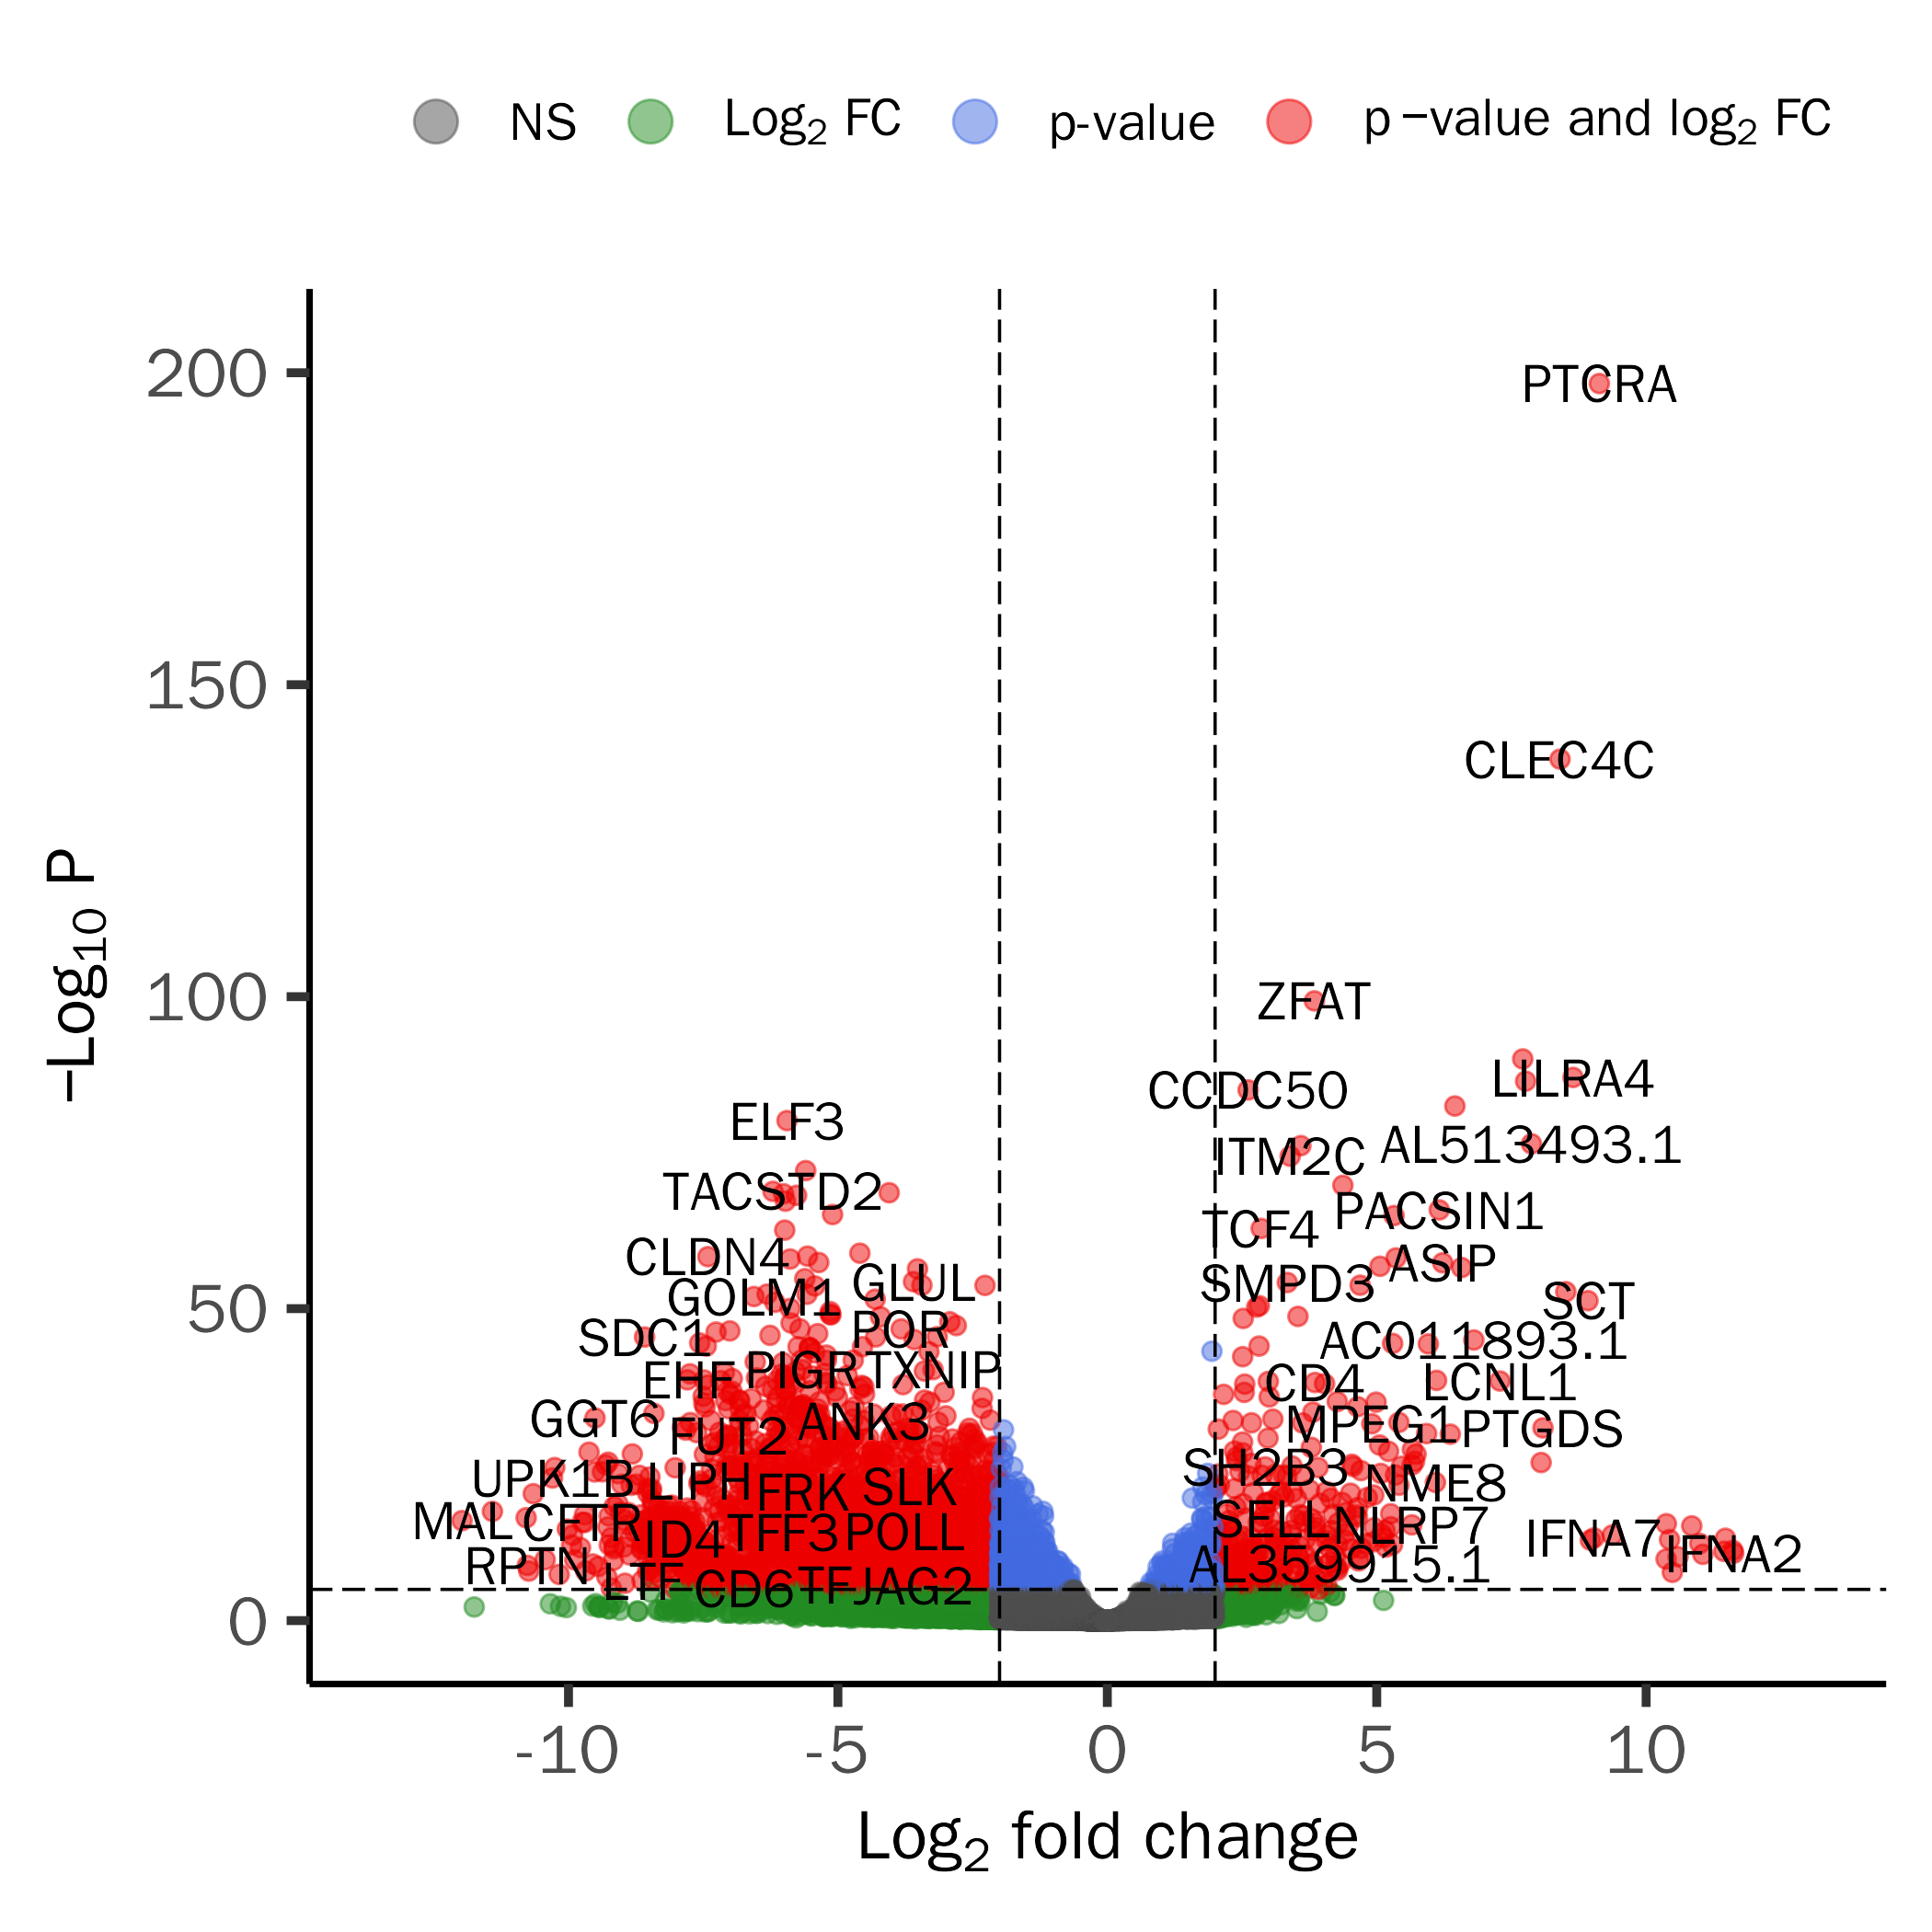 NS Log2 FC p-value p –value and log2 FC
200
150
100
50
0
–Log10 P
PTCRA
CLEC4C
ZFAT
LILRA4
CCDC50
ELF3
AL513493.1
ITM2C
TACSTD2
PACSIN1
TCF4
CLDN4
ASIP
GLUL
SMPD3
GOLM1
SCT
POR
SDC1
AC011893.1
PIGR TXNIP
EHF
CD4
LCNL1
GGT6
ANK3
MPEG1
PTGDS
FUT2
SH2B3
UPK1B
LIPH
NME8
FRK
SLK
MAL
CFTR
SELL
NLRP7
ID4
TFF3
POLL
IFNA7
IFNA2
RPTN
AL359915.1
LTF
CD6
TF
JAG2
-10 -5 0 5 10
Log2 fold change